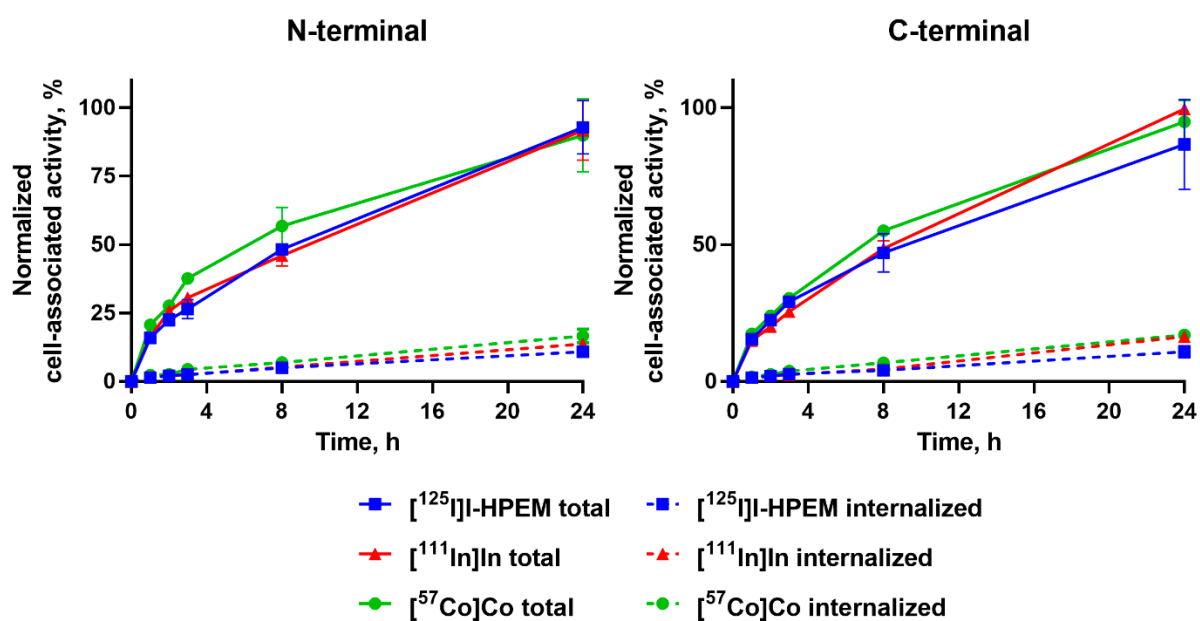 N-terminal
C-terminal
Normalized
cell-associated activity, %
100
75
50
25
0
0 4 8 12 16 20 24
Time, h
Normalized
cell-associated activity, %
100
50
0
0 4 8 12 16 20 24
Time, h
[¹²⁵I]I-HPEM total
[¹²⁵I]I-HPEM internalized
[¹¹¹In]In total
[¹¹¹In]In internalized
[⁵⁷Co]Co total
[⁵⁷Co]Co internalized